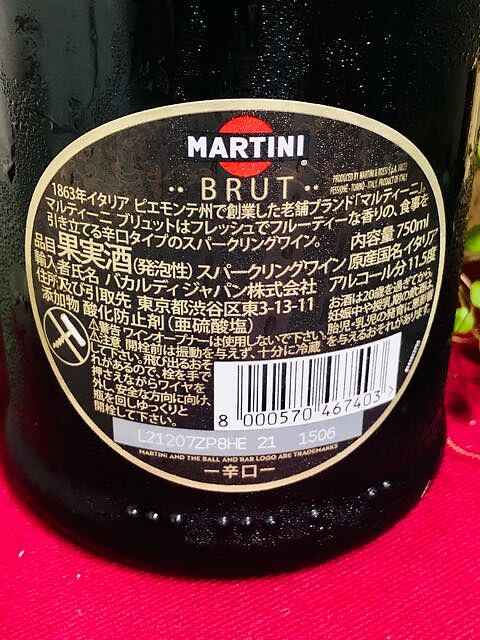 MARTINI
·· BRUT ··
PRODUCED BY MARTINI & ROSSI S.p.A.
PESSIONE - TORINO - ITALY. PRODUCT OF ITALY
1863年イタリア ピエモンテ州で創業した老舗ブランド「マルティーニ」。
マルティーニ ブリュットはフレッシュでフルーティーな香りの、食事を
引き立てる辛口タイプのスパークリングワイン。
内容量 750ml
品目 果実酒(発泡性) スパークリングワイン 原産国名 イタリア
輸入者氏名 バカルディ ジャパン株式会社 アルコール分 11.5度
住所及び引取先 東京都渋谷区東3-13-11
添加物 酸化防止剤(亜硫酸塩)
お酒は20歳を過ぎてから。
妊娠中や授乳期の飲酒は、
胎児・乳児の発育に悪影響
を与えるおそれがあります。
⚠警告 ワインオープナーは使用しないで下さい。
注意 開栓前は振動を与えず、十分に冷蔵
して下さい。飛び出るおそ
れがあるので、栓を手で
押さえながらワイヤを
外し、安全な方向に向け、
瓶を回しゆっくりと
開栓して下さい。
8 000570 467403
L21207ZP8HE 21 1506
MARTINI AND THE BALL AND BAR LOGO ARE TRADEMARKS
ー辛口ー